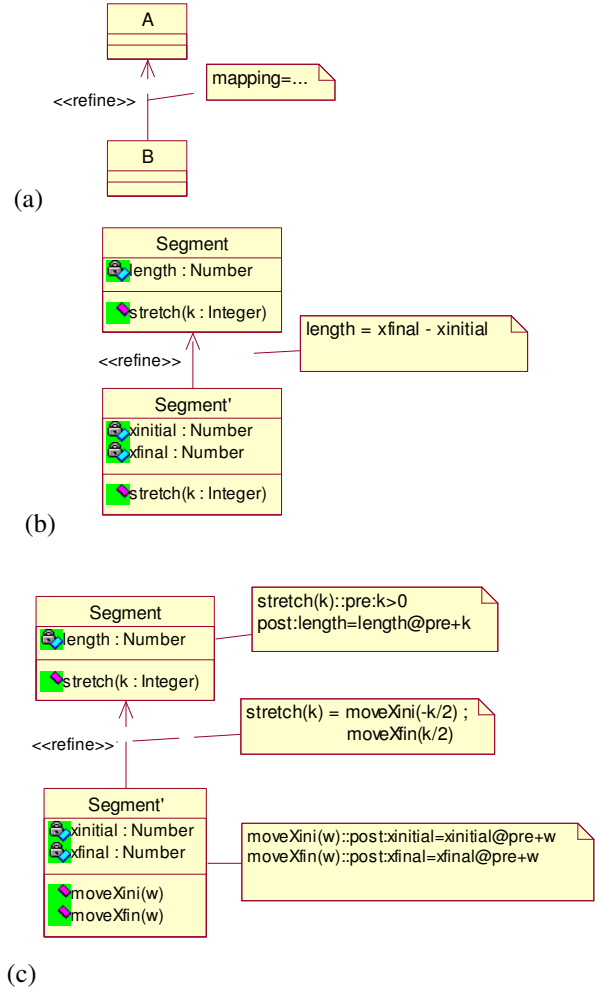 A
mapping=...
<<refine>>
B
(a)
Segment
length : Number
stretch(k : Integer)
length = xfinal - xinitial
<<refine>>
Segment'
xinitial : Number
xfinal : Number
stretch(k : Integer)
(b)
Segment
length : Number
stretch(k : Integer)
stretch(k)::pre:k>0
post:length=length@pre+k
stretch(k) = moveXini(-k/2) ;
moveXfin(k/2)
<<refine>>
Segment'
xinitial : Number
xfinal : Number
moveXini(w)
moveXfin(w)
moveXini(w)::post:xinitial=xinitial@pre+w
moveXfin(w)::post:xfinal=xfinal@pre+w
(c)